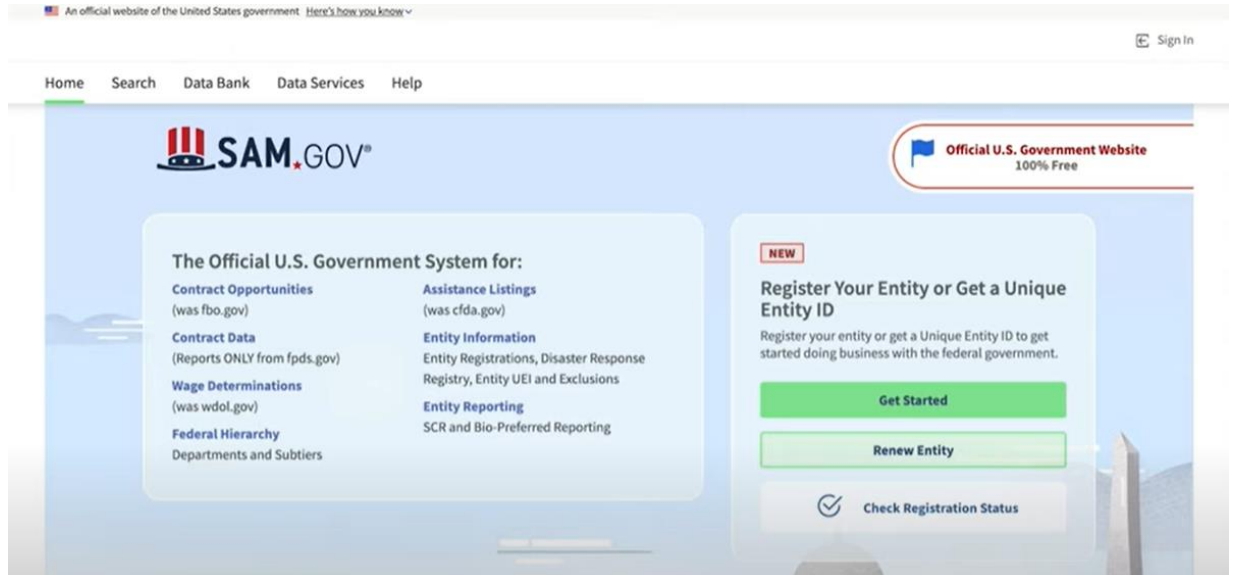 An official website of the United States government Here's how you know
Sign In
Home Search Data Bank Data Services Help
SAM.GOV®
Official U.S. Government Website
100% Free
The Official U.S. Government System for:
Contract Opportunities
(was fbo.gov)
Contract Data
(Reports ONLY from fpds.gov)
Wage Determinations
(was wdol.gov)
Federal Hierarchy
Departments and Subtiers
Assistance Listings
(was cfda.gov)
Entity Information
Entity Registrations, Disaster Response
Registry, Entity UEI and Exclusions
Entity Reporting
SCR and Bio-Preferred Reporting
NEW
Register Your Entity or Get a Unique
Entity ID
Register your entity or get a Unique Entity ID to get
started doing business with the federal government.
Get Started
Renew Entity
Check Registration Status